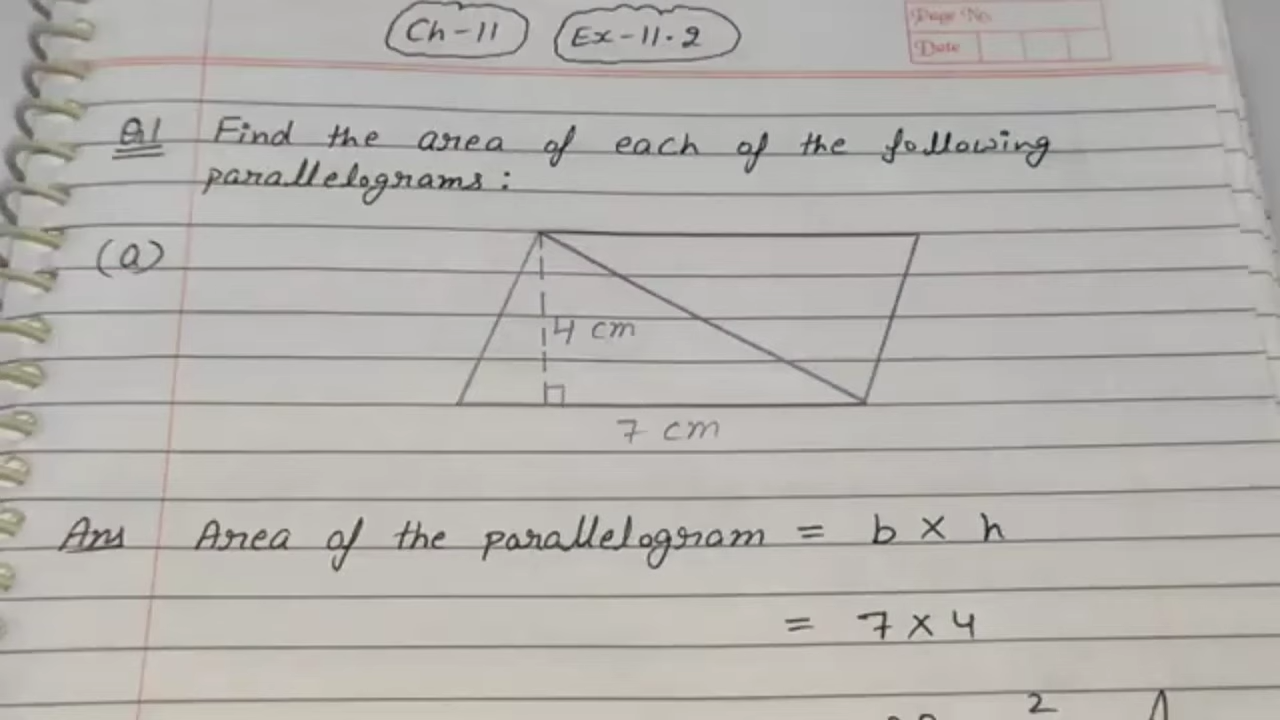 Ch-11 Ex-11.2
Page No.
Date
Q1 Find the area of each of the following
parallelograms:
(a)
4 cm
7 cm
Ans Area of the parallelogram = b × h
= 7 × 4
2